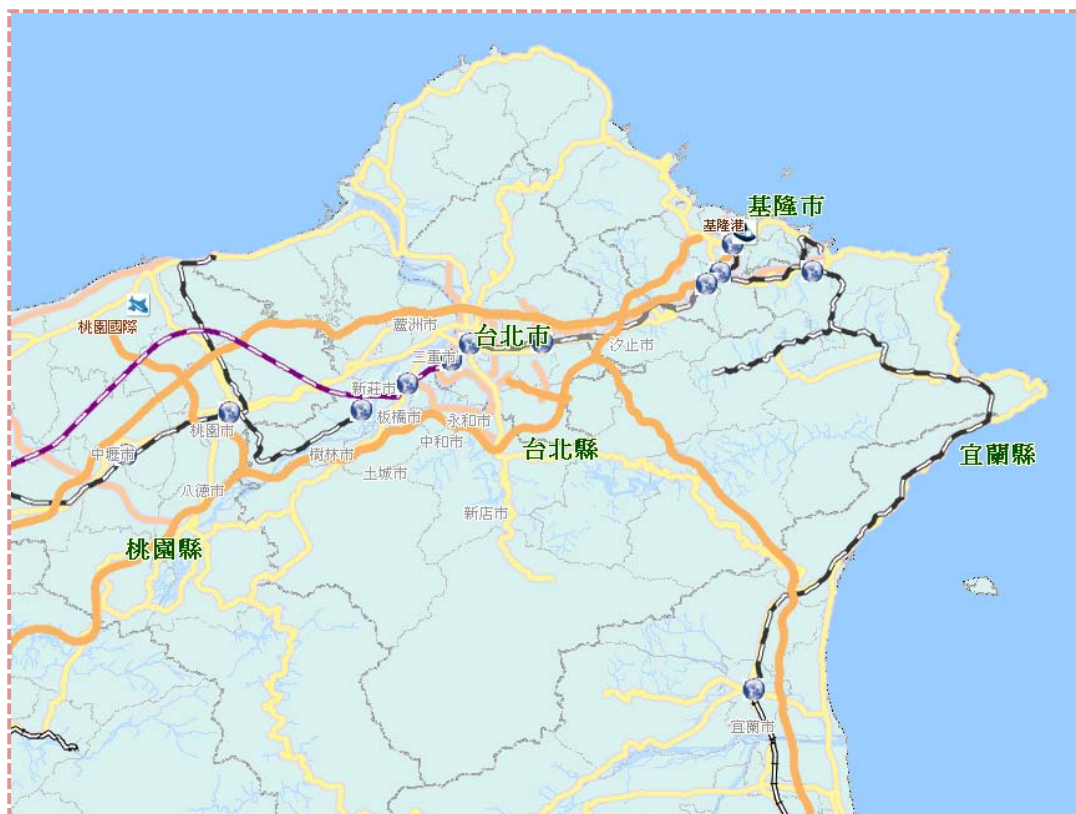 基隆市
基隆港
桃園國際
蘆洲市
台北市
汐止市
三重市
新莊市
板橋市
永和市
桃園市
中和市
台北縣
宜蘭縣
中壢市
樹林市
土城市
八德市
新店市
桃園縣
宜蘭市